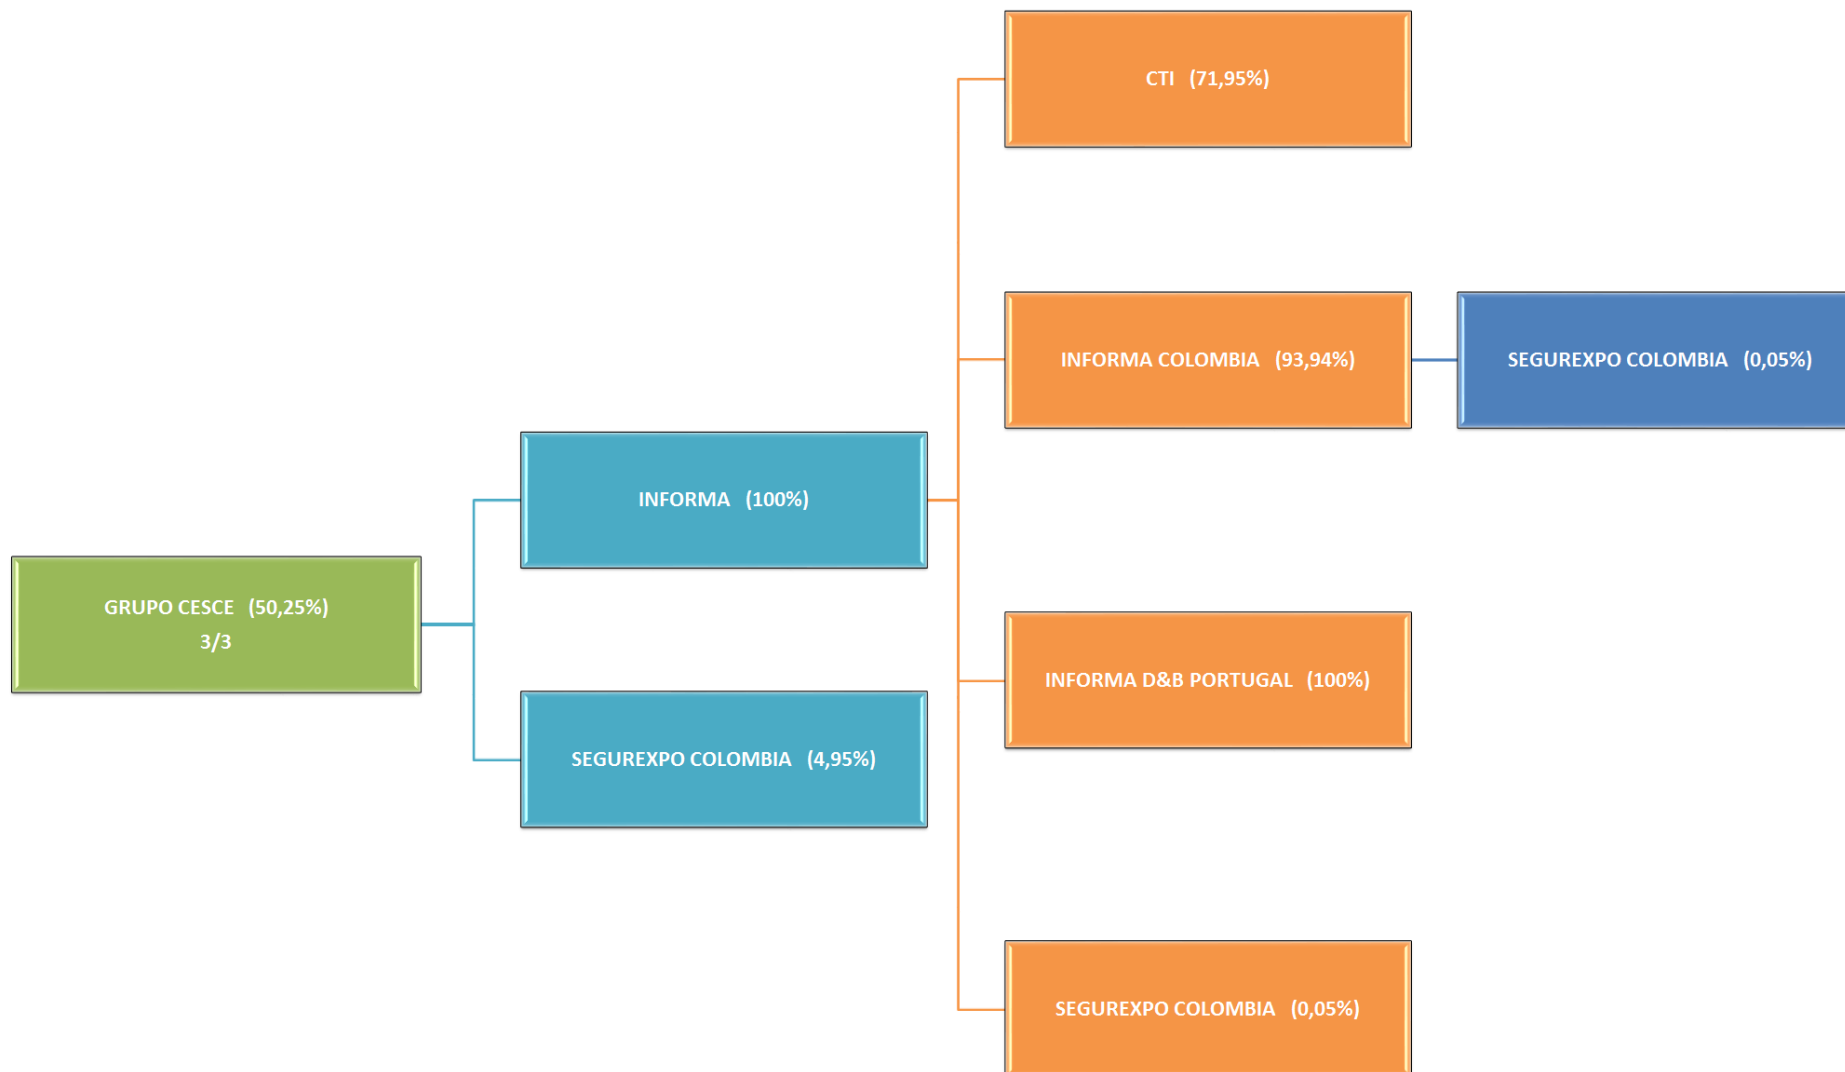 CTI (71,95%)
INFORMA COLOMBIA (93,94%)
SEGUREXPO COLOMBIA (0,05%)
INFORMA (100%)
GRUPO CESCE (50,25%)
3/3
INFORMA D&B PORTUGAL (100%)
SEGUREXPO COLOMBIA (4,95%)
SEGUREXPO COLOMBIA (0,05%)